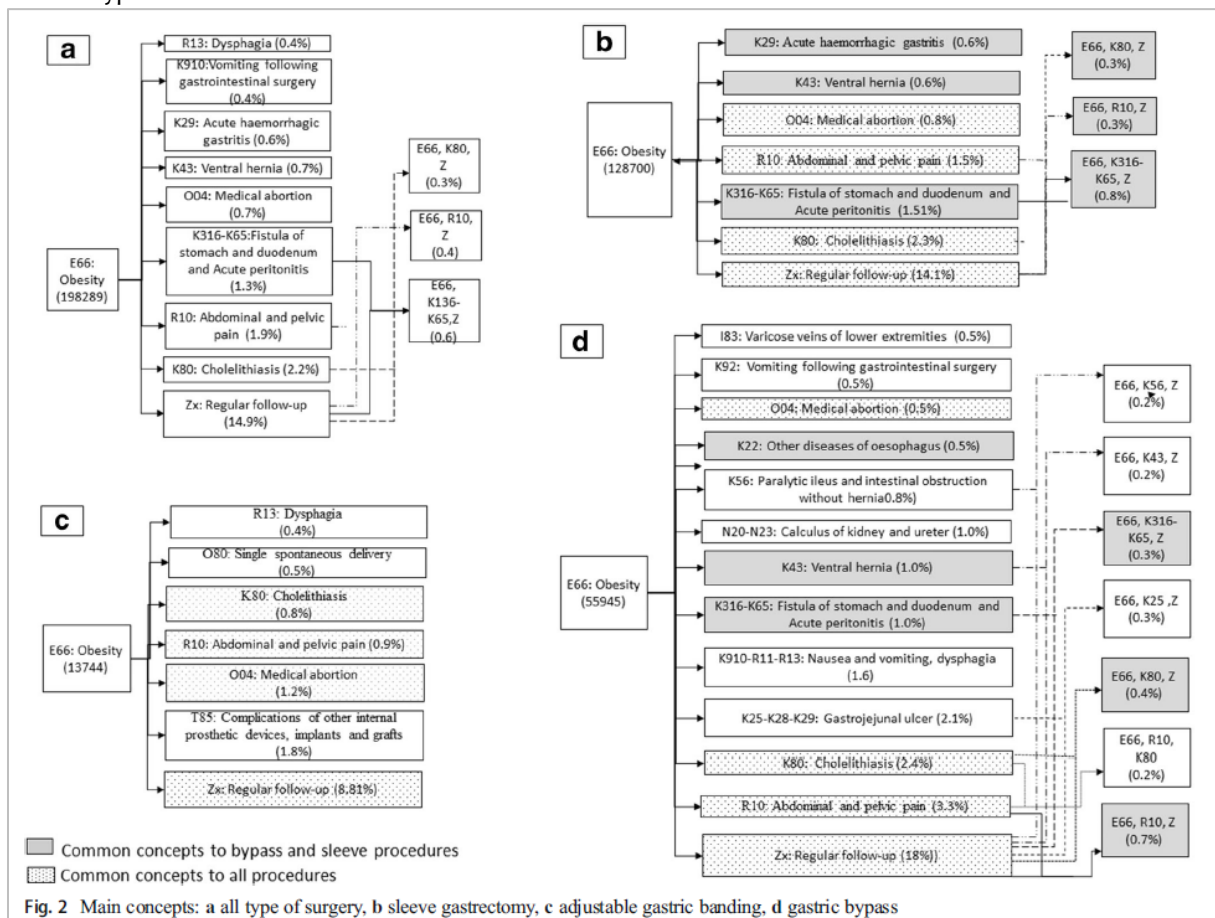 a
R13: Dysphagia (0.4%)
K910:Vomiting following
gastrointestinal surgery
(0.4%)
K29: Acute haemorrhagic
gastritis (0.6%)
K43: Ventral hernia (0.7%)
O04: Medical abortion
(0.7%)
K316-K65:Fistula of
stomach and duodenum
and Acute peritonitis
(1.3%)
R10: Abdominal and pelvic
pain (1.9%)
K80: Cholelithiasis (2.2%)
Zx: Regular follow-up
(14.9%)
E66:
Obesity
(198289)
E66, K80,
Z
(0.3%)
E66, R10,
Z
(0.4)
E66,
K136-
K65,Z
(0.6)
b
E66: Obesity
(128700)
K29: Acute haemorrhagic gastritis (0.6%)
K43: Ventral hernia (0.6%)
O04: Medical abortion (0.8%)
R10: Abdominal and pelvic pain (1.5%)
K316-K65: Fistula of stomach and duodenum and
Acute peritonitis (1.51%)
K80: Cholelithiasis (2.3%)
Zx: Regular follow-up (14.1%)
E66, K80, Z
(0.3%)
E66, R10, Z
(0.3%)
E66, K316-
K65, Z
(0.8%)
c
E66: Obesity
(13744)
R13: Dysphagia
(0.4%)
O80: Single spontaneous delivery
(0.5%)
K80: Cholelithiasis
(0.8%)
R10: Abdominal and pelvic pain (0.9%)
O04: Medical abortion
(1.2%)
T85: Complications of other internal
prosthetic devices, implants and grafts
(1.8%)
Zx: Regular follow-up (8.81%)
d
E66: Obesity
(55945)
I83: Varicose veins of lower extremities (0.5%)
K92: Vomiting following gastrointestinal surgery
(0.5%)
O04: Medical abortion (0.5%)
K22: Other diseases of oesophagus (0.5%)
K56: Paralytic ileus and intestinal obstruction
without hernia0.8%)
N20-N23: Calculus of kidney and ureter (1.0%)
K43: Ventral hernia (1.0%)
K316-K65: Fistula of stomach and duodenum and
Acute peritonitis (1.0%)
K910-R11-R13: Nausea and vomiting, dysphagia
(1.6)
K25-K28-K29: Gastrojejunal ulcer (2.1%)
K80: Cholelithiasis (2.4%)
R10: Abdominal and pelvic pain (3.3%)
Zx: Regular follow-up (18%))
E66, K56, Z
(0.2%)
E66, K43, Z
(0.2%)
E66, K316-
K65, Z
(0.3%)
E66, K25 ,Z
(0.3%)
E66, K80, Z
(0.4%)
E66, R10,
K80
(0.2%)
E66, R10, Z
(0.7%)
Common concepts to bypass and sleeve procedures
Common concepts to all procedures
Fig. 2 Main concepts: a all type of surgery, b sleeve gastrectomy, c adjustable gastric banding, d gastric bypass